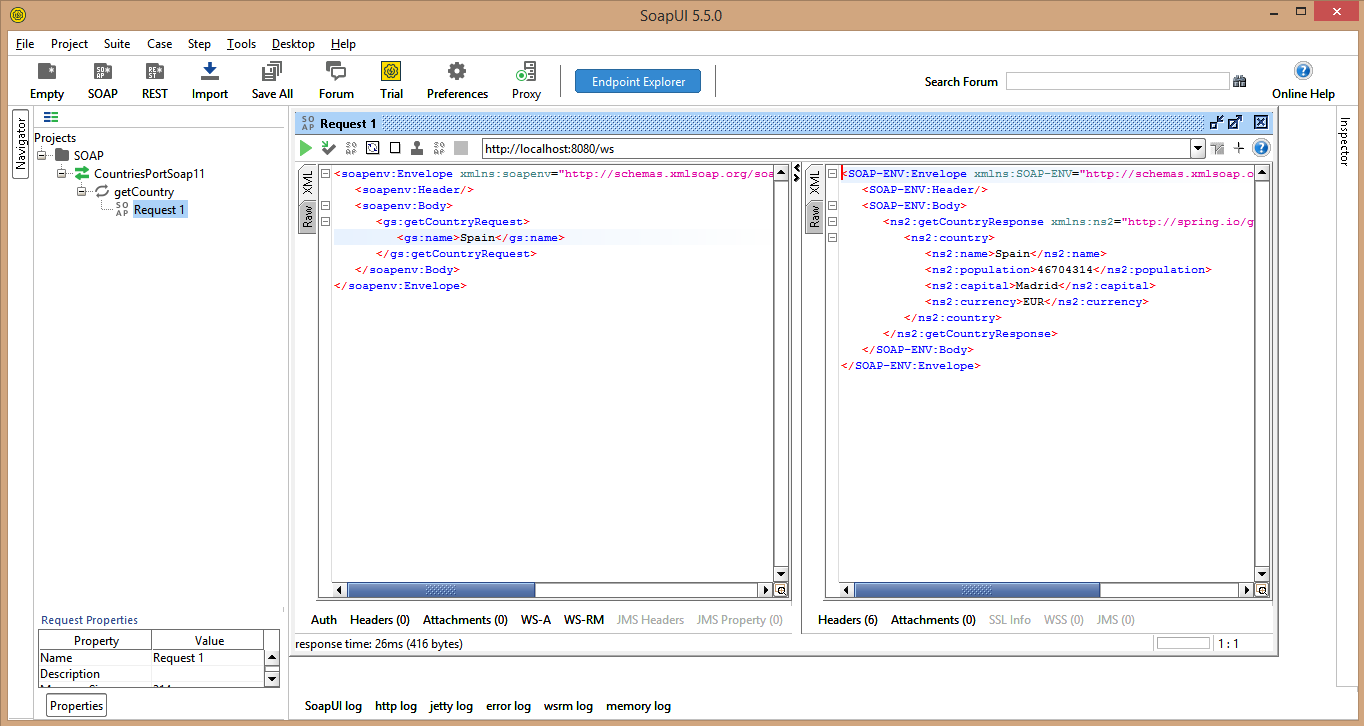 SoapUI 5.5.0
File Project Suite Case Step Tools Desktop Help
Empty SOAP REST Import Save All Forum Trial Preferences Proxy Endpoint Explorer Search Forum Online Help
Navigator
Projects
SOAP
CountriesPortSoap11
getCountry
SOAP Request 1
SOAP Request 1
http://localhost:8080/ws
XML
Raw
<soapenv:Envelope xmlns:soapenv="http://schemas.xmlsoap.org/soa
<soapenv:Header/>
<soapenv:Body>
<gs:getCountryRequest>
<gs:name>Spain</gs:name>
</gs:getCountryRequest>
</soapenv:Body>
</soapenv:Envelope>
XML
Raw
<SOAP-ENV:Envelope xmlns:SOAP-ENV="http://schemas.xmlsoap.o
<SOAP-ENV:Header/>
<SOAP-ENV:Body>
<ns2:getCountryResponse xmlns:ns2="http://spring.io/g
<ns2:country>
<ns2:name>Spain</ns2:name>
<ns2:population>46704314</ns2:population>
<ns2:capital>Madrid</ns2:capital>
<ns2:currency>EUR</ns2:currency>
</ns2:country>
</ns2:getCountryResponse>
</SOAP-ENV:Body>
</SOAP-ENV:Envelope>
Inspector
Auth Headers (0) Attachments (0) WS-A WS-RM JMS Headers JMS Property (0)
Headers (6) Attachments (0) SSL Info WSS (0) JMS (0)
response time: 26ms (416 bytes)
1 : 1
Request Properties
Property Value
Name Request 1
Description
Properties
SoapUI log http log jetty log error log wsrm log memory log